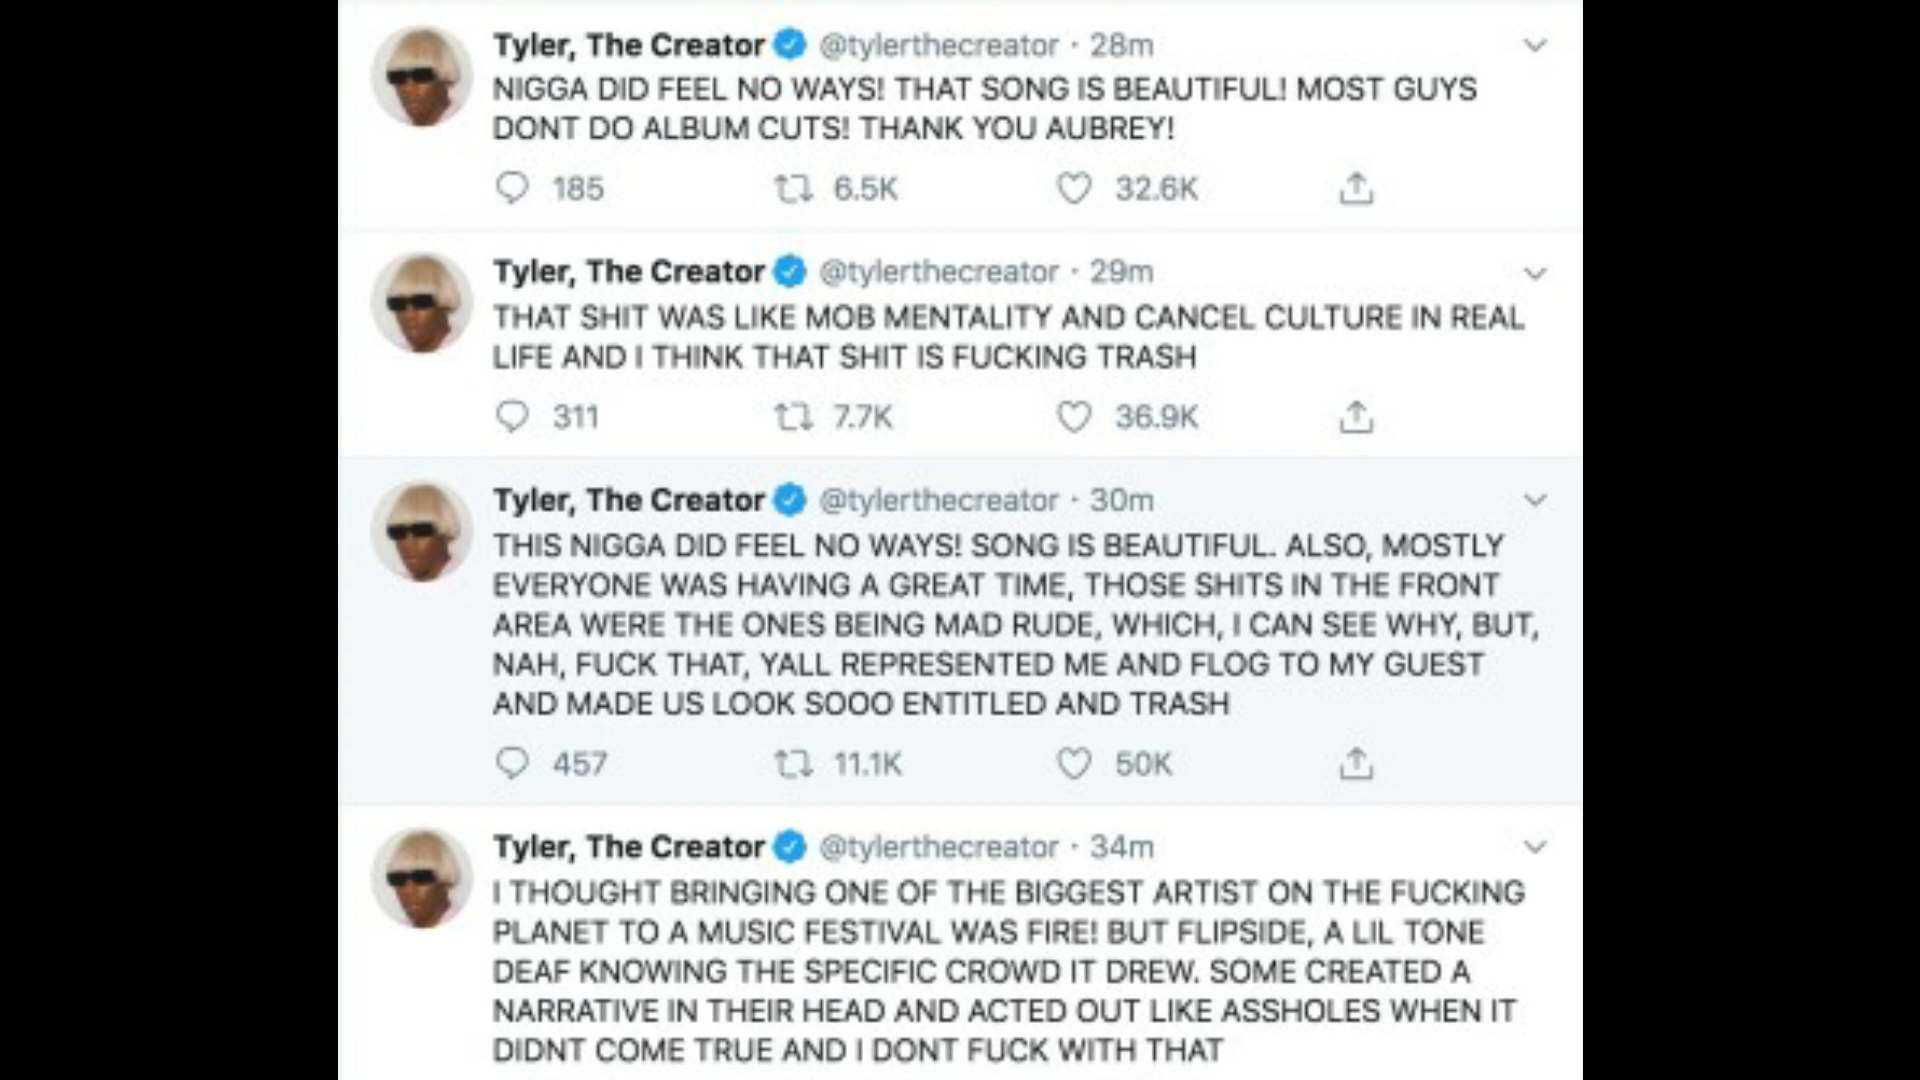 Tyler, The Creator @tylerthecreator · 28m
NIGGA DID FEEL NO WAYS! THAT SONG IS BEAUTIFUL! MOST GUYS
DONT DO ALBUM CUTS! THANK YOU AUBREY!
185 6.5K 32.6K
Tyler, The Creator @tylerthecreator · 29m
THAT SHIT WAS LIKE MOB MENTALITY AND CANCEL CULTURE IN REAL
LIFE AND I THINK THAT SHIT IS FUCKING TRASH
311 7.7K 36.9K
Tyler, The Creator @tylerthecreator · 30m
THIS NIGGA DID FEEL NO WAYS! SONG IS BEAUTIFUL. ALSO, MOSTLY
EVERYONE WAS HAVING A GREAT TIME, THOSE SHITS IN THE FRONT
AREA WERE THE ONES BEING MAD RUDE, WHICH, I CAN SEE WHY, BUT,
NAH, FUCK THAT, YALL REPRESENTED ME AND FLOG TO MY GUEST
AND MADE US LOOK SOOO ENTITLED AND TRASH
457 11.1K 50K
Tyler, The Creator @tylerthecreator · 34m
I THOUGHT BRINGING ONE OF THE BIGGEST ARTIST ON THE FUCKING
PLANET TO A MUSIC FESTIVAL WAS FIRE! BUT FLIPSIDE, A LIL TONE
DEAF KNOWING THE SPECIFIC CROWD IT DREW. SOME CREATED A
NARRATIVE IN THEIR HEAD AND ACTED OUT LIKE ASSHOLES WHEN IT
DIDNT COME TRUE AND I DONT FUCK WITH THAT